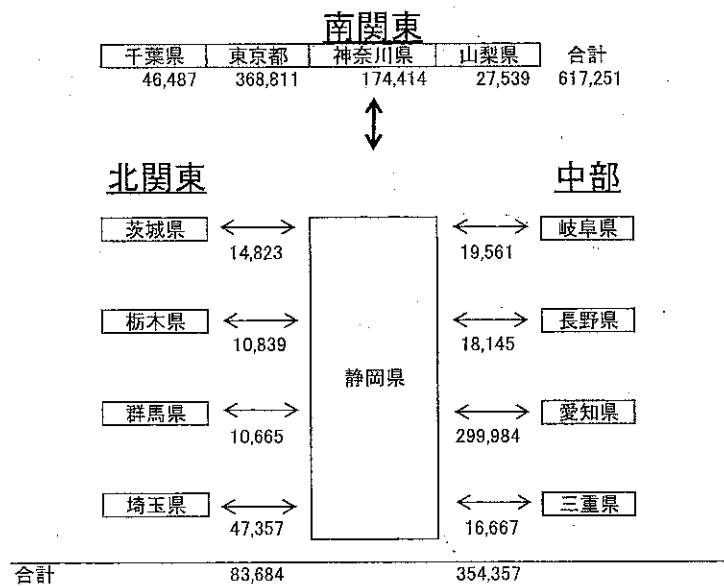 南関東
千葉県 東京都 神奈川県 山梨県 合計
46,487 368,811 174,414 27,539 617,251
北関東 中部
茨城県 岐阜県
14,823 19,561
栃木県 長野県
10,839 18,145
静岡県
群馬県 愛知県
10,665 299,984
埼玉県 三重県
47,357 16,667
合計 83,684 354,357